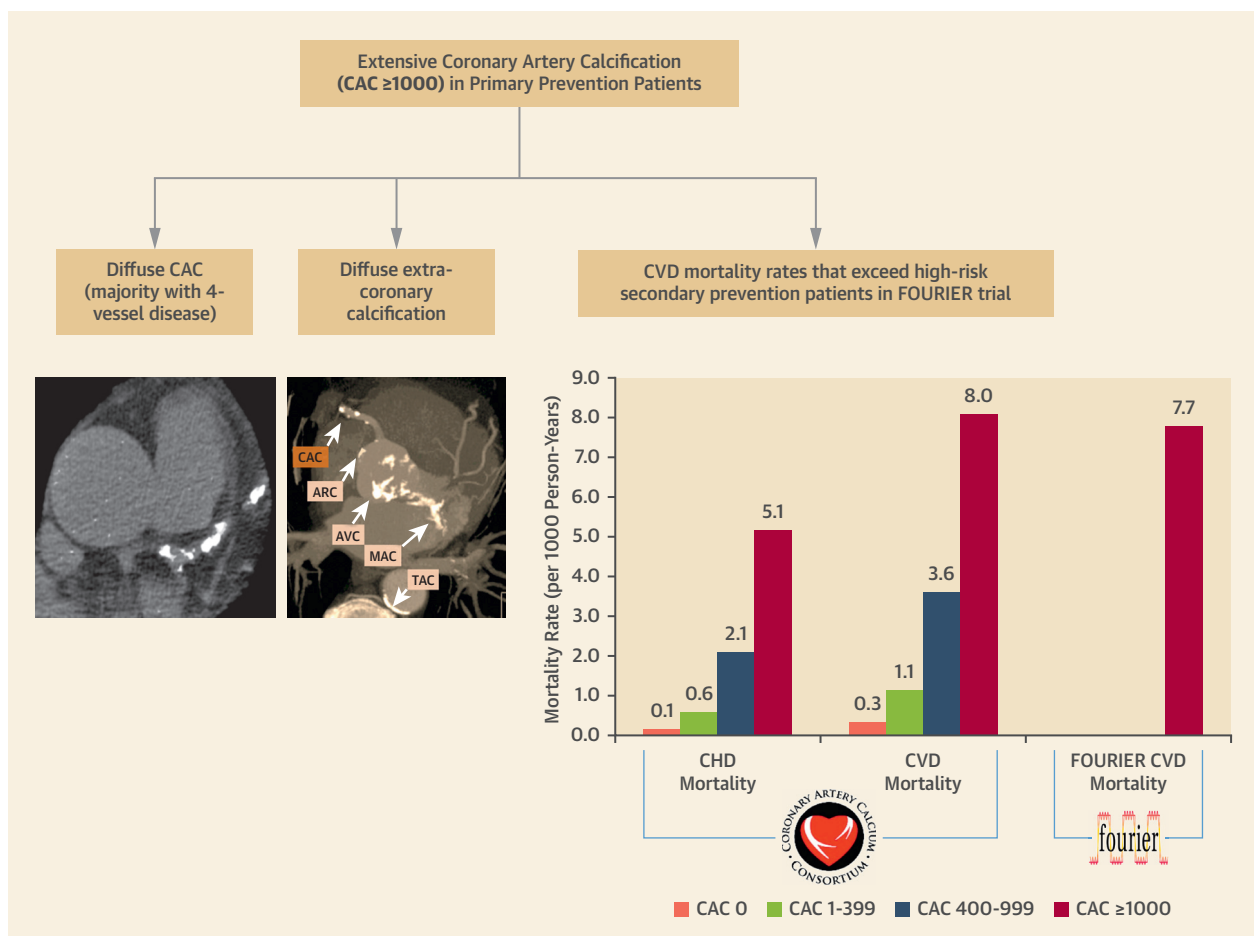 Extensive Coronary Artery Calcification
(CAC ≥1000) in Primary Prevention Patients
Diffuse CAC
(majority with 4-
vessel disease)
Diffuse extra-
coronary
calcification
CVD mortality rates that exceed high-risk
secondary prevention patients in FOURIER trial
CAC
ARC
AVC
MAC
TAC
Mortality Rate (per 1000 Person-Years)
9.0
8.0
7.0
6.0
5.0
4.0
3.0
2.0
1.0
0.0
0.1
0.6
2.1
5.1
0.3
1.1
3.6
8.0
7.7
CHD
Mortality
CVD
Mortality
FOURIER CVD
Mortality
CORONARY ARTERY CALCIUM
• CONSORTIUM •
fourier
CAC 0
CAC 1-399
CAC 400-999
CAC ≥1000